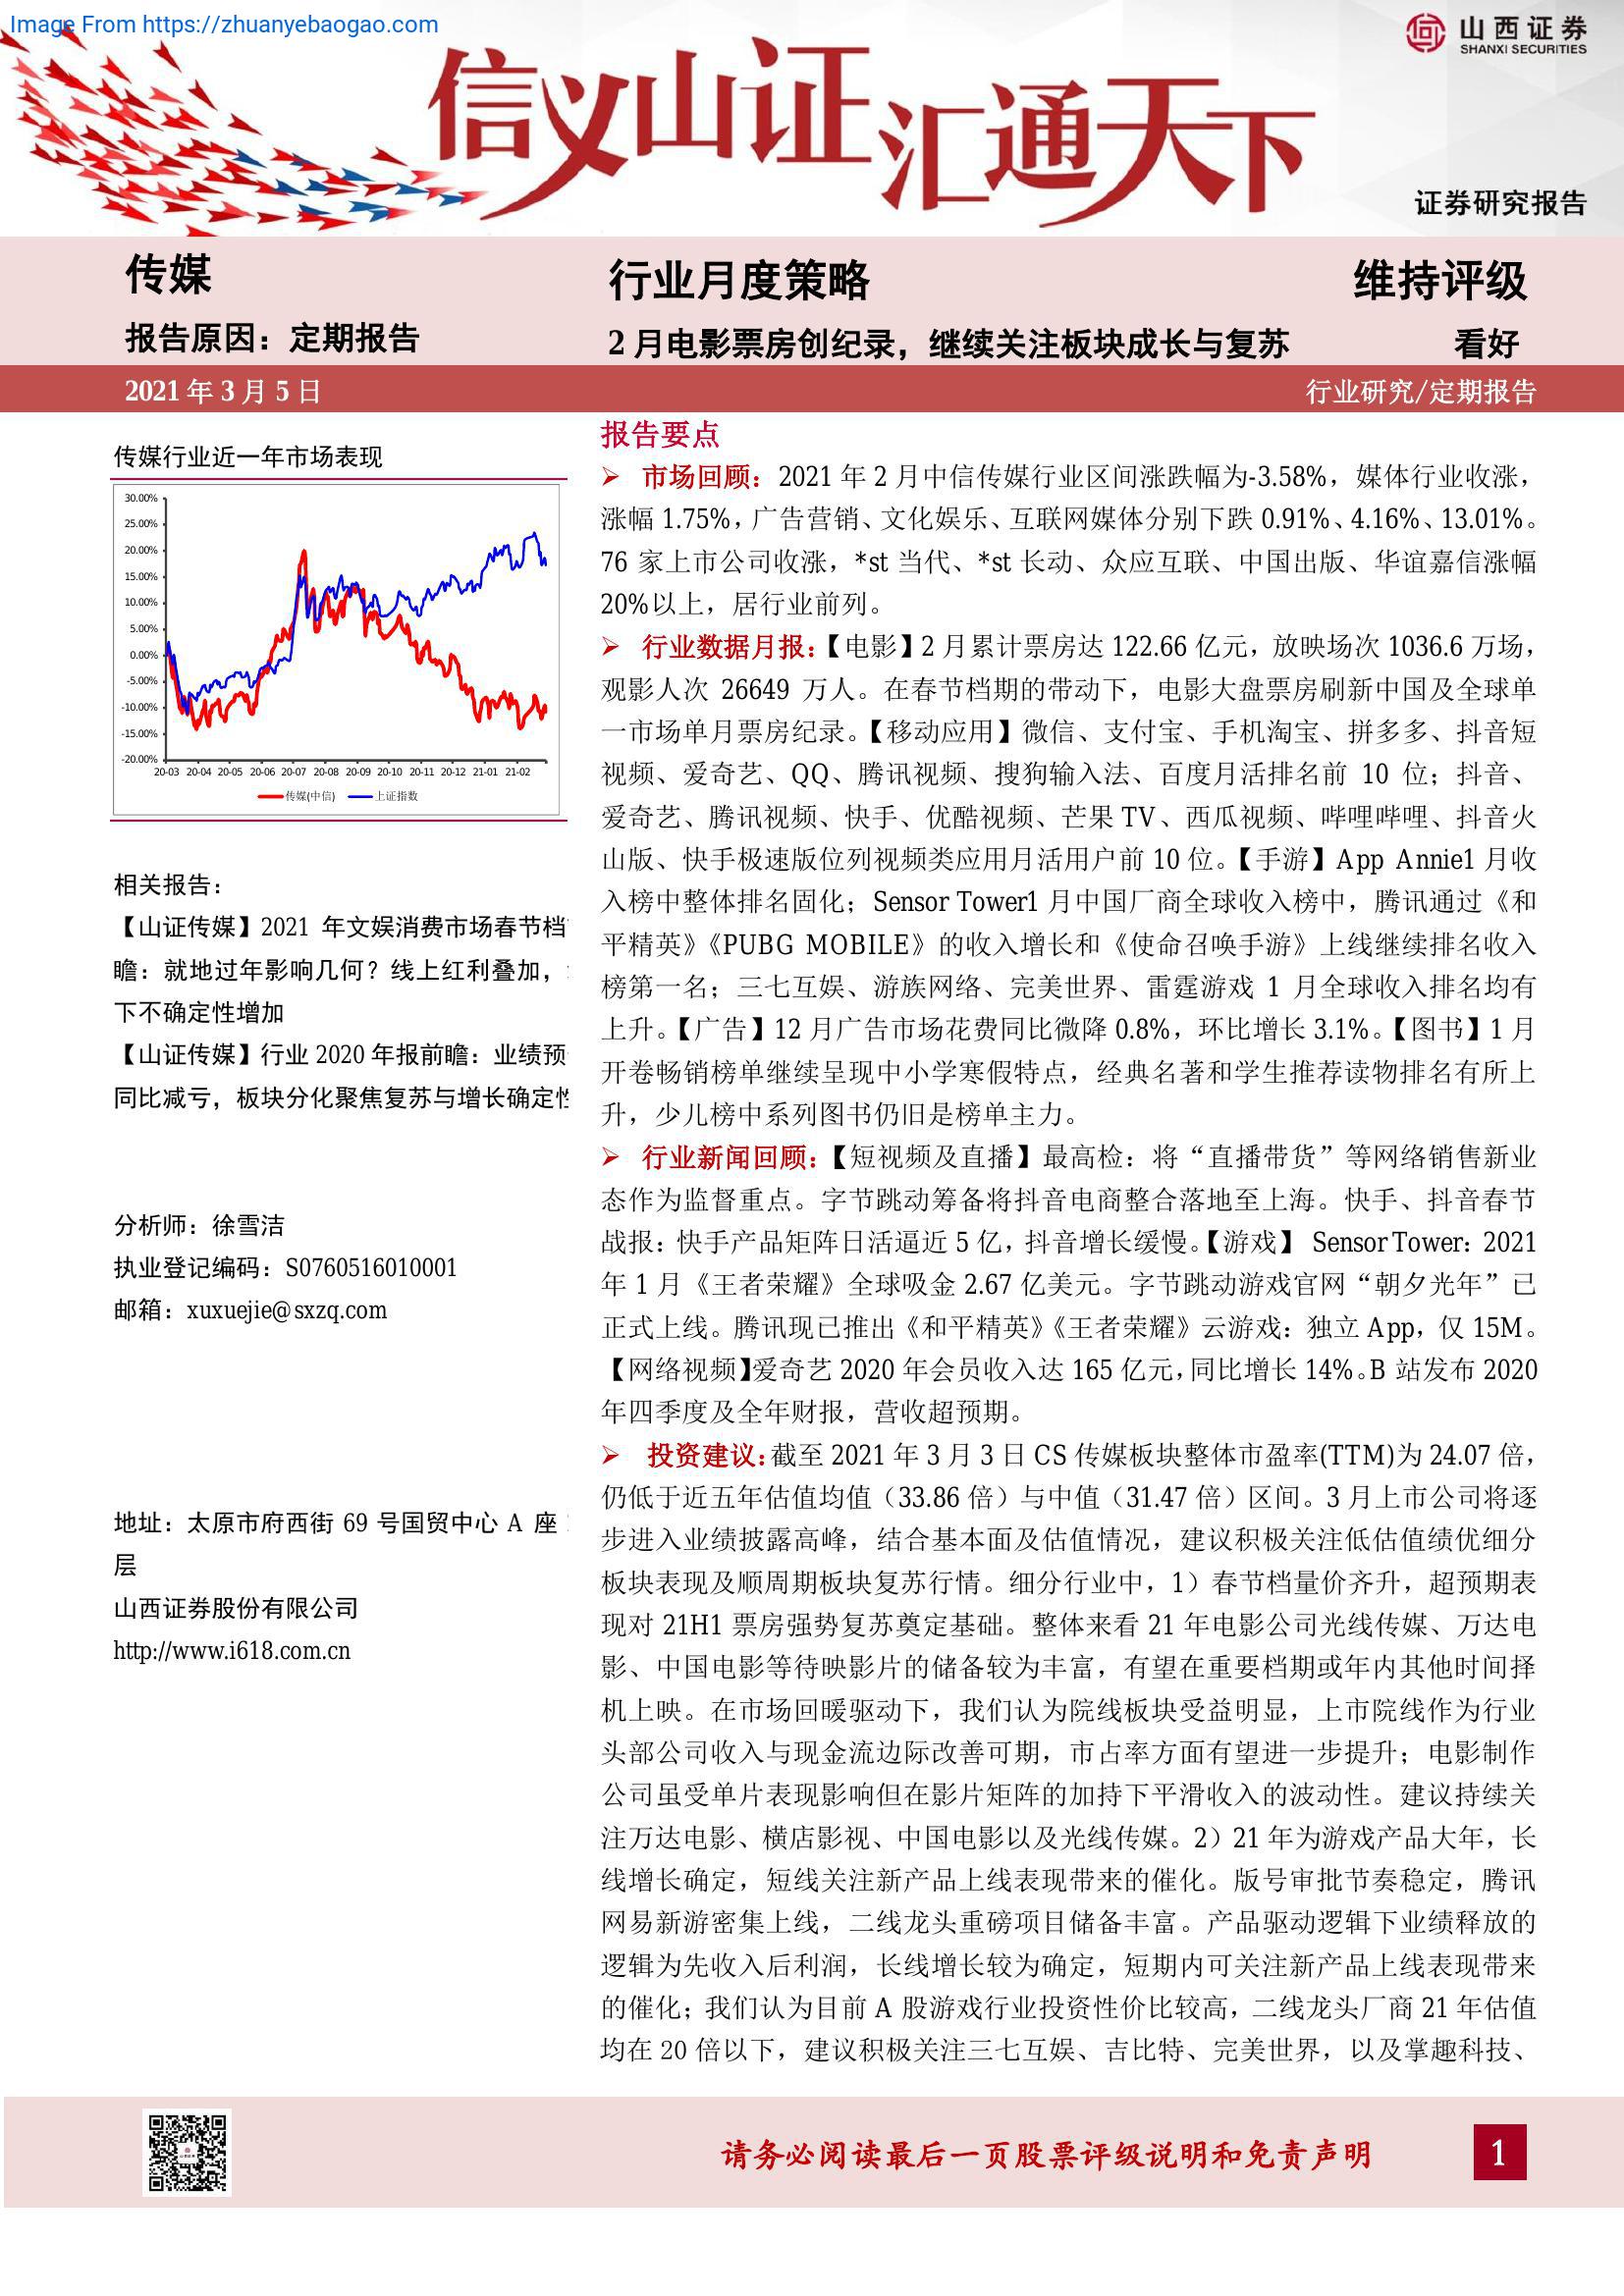 Image From https://zhuanyebaogao.com
山西证券
SHANXI SECURITIES
信义山证汇通天下
证券研究报告
传媒
行业月度策略
维持评级
报告原因：定期报告
2 月电影票房创纪录，继续关注板块成长与复苏
看好
2021 年 3 月 5 日
行业研究/定期报告
传媒行业近一年市场表现
30.00%
25.00%
20.00%
15.00%
10.00%
5.00%
0.00%
-5.00%
-10.00%
-15.00%
-20.00%
20-03 20-04 20-05 20-06 20-07 20-08 20-09 20-10 20-11 20-12 21-01 21-02
传媒(中信) 上证指数
相关报告：
【山证传媒】2021 年文娱消费市场春节档
瞻：就地过年影响几何？线上红利叠加，
下不确定性增加
【山证传媒】行业 2020 年报前瞻：业绩预
同比减亏，板块分化聚焦复苏与增长确定性
分析师：徐雪洁
执业登记编码：S0760516010001
邮箱：xuxuejie@sxzq.com
地址：太原市府西街 69 号国贸中心 A 座
层
山西证券股份有限公司
http://www.i618.com.cn
报告要点
➢ 市场回顾：2021 年 2 月中信传媒行业区间涨跌幅为-3.58%，媒体行业收涨，
涨幅 1.75%，广告营销、文化娱乐、互联网媒体分别下跌 0.91%、4.16%、13.01%。
76 家上市公司收涨，*st 当代、*st 长动、众应互联、中国出版、华谊嘉信涨幅
20%以上，居行业前列。
➢ 行业数据月报：【电影】2 月累计票房达 122.66 亿元，放映场次 1036.6 万场，
观影人次 26649 万人。在春节档期的带动下，电影大盘票房刷新中国及全球单
一市场单月票房纪录。【移动应用】微信、支付宝、手机淘宝、拼多多、抖音短
视频、爱奇艺、QQ、腾讯视频、搜狗输入法、百度月活排名前 10 位；抖音、
爱奇艺、腾讯视频、快手、优酷视频、芒果 TV、西瓜视频、哔哩哔哩、抖音火
山版、快手极速版位列视频类应用月活用户前 10 位。【手游】App Annie1 月收
入榜中整体排名固化；Sensor Tower1 月中国厂商全球收入榜中，腾讯通过《和
平精英》《PUBG MOBILE》的收入增长和《使命召唤手游》上线继续排名收入
榜第一名；三七互娱、游族网络、完美世界、雷霆游戏 1 月全球收入排名均有
上升。【广告】12 月广告市场花费同比微降 0.8%，环比增长 3.1%。【图书】1 月
开卷畅销榜单继续呈现中小学寒假特点，经典名著和学生推荐读物排名有所上
升，少儿榜中系列图书仍旧是榜单主力。
➢ 行业新闻回顾：【短视频及直播】最高检：将“直播带货”等网络销售新业
态作为监督重点。字节跳动筹备将抖音电商整合落地至上海。快手、抖音春节
战报：快手产品矩阵日活逼近 5 亿，抖音增长缓慢。【游戏】 Sensor Tower：2021
年 1 月《王者荣耀》全球吸金 2.67 亿美元。字节跳动游戏官网“朝夕光年”已
正式上线。腾讯现已推出《和平精英》《王者荣耀》云游戏：独立 App，仅 15M。
【网络视频】爱奇艺 2020 年会员收入达 165 亿元，同比增长 14%。B 站发布 2020
年四季度及全年财报，营收超预期。
➢ 投资建议：截至 2021 年 3 月 3 日 CS 传媒板块整体市盈率(TTM)为 24.07 倍，
仍低于近五年估值均值（33.86 倍）与中值（31.47 倍）区间。3 月上市公司将逐
步进入业绩披露高峰，结合基本面及估值情况，建议积极关注低估值绩优细分
板块表现及顺周期板块复苏行情。细分行业中，1）春节档量价齐升，超预期表
现对 21H1 票房强势复苏奠定基础。整体来看 21 年电影公司光线传媒、万达电
影、中国电影等待映影片的储备较为丰富，有望在重要档期或年内其他时间择
机上映。在市场回暖驱动下，我们认为院线板块受益明显，上市院线作为行业
头部公司收入与现金流边际改善可期，市占率方面有望进一步提升；电影制作
公司虽受单片表现影响但在影片矩阵的加持下平滑收入的波动性。建议持续关
注万达电影、横店影视、中国电影以及光线传媒。2）21 年为游戏产品大年，长
线增长确定，短线关注新产品上线表现带来的催化。版号审批节奏稳定，腾讯
网易新游密集上线，二线龙头重磅项目储备丰富。产品驱动逻辑下业绩释放的
逻辑为先收入后利润，长线增长较为确定，短期内可关注新产品上线表现带来
的催化；我们认为目前 A 股游戏行业投资性价比较高，二线龙头厂商 21 年估值
均在 20 倍以下，建议积极关注三七互娱、吉比特、完美世界，以及掌趣科技、
请务必阅读最后一页股票评级说明和免责声明
1